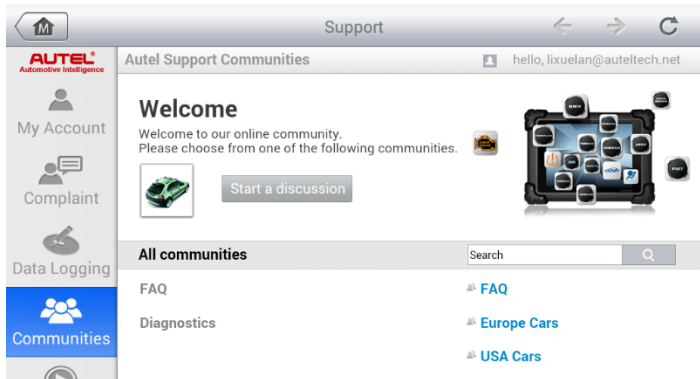 M
Support
AUTEL®
Automotive Intelligence
Autel Support Communities
hello, lixuelan@auteltech.net
My Account
Welcome
Welcome to our online community.
Please choose from one of the following communities.
Start a discussion
Complaint
All communities
Search
Data Logging
FAQ
FAQ
Diagnostics
Europe Cars
Communities
USA Cars